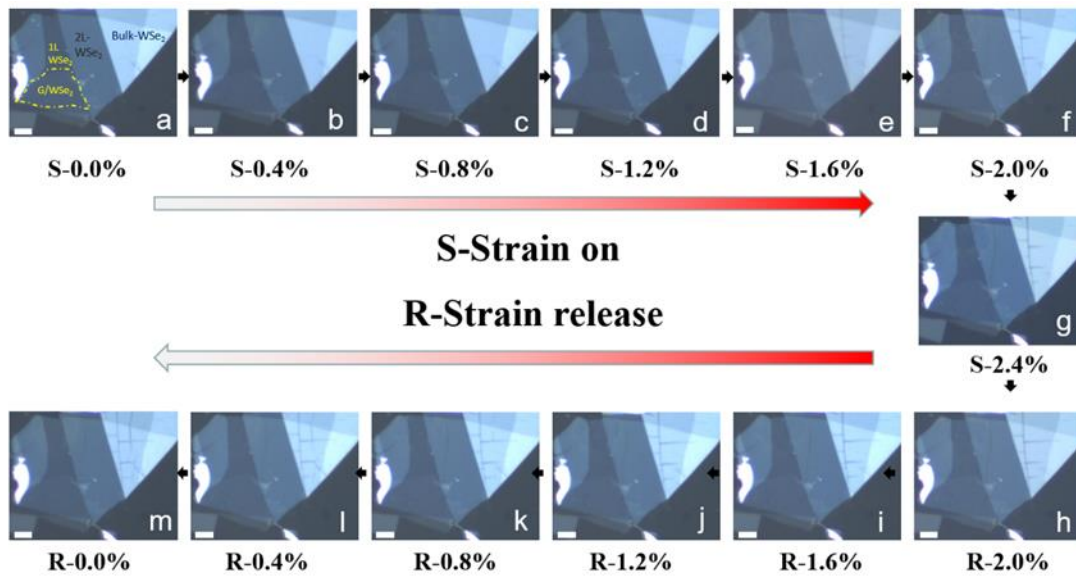 1L
WSe₂
2L-
WSe₂
Bulk-WSe₂
G/WSe₂
a
b
c
d
e
f
S-0.0%
S-0.4%
S-0.8%
S-1.2%
S-1.6%
S-2.0%
S-Strain on
R-Strain release
g
S-2.4%
m
l
k
j
i
h
R-0.0%
R-0.4%
R-0.8%
R-1.2%
R-1.6%
R-2.0%